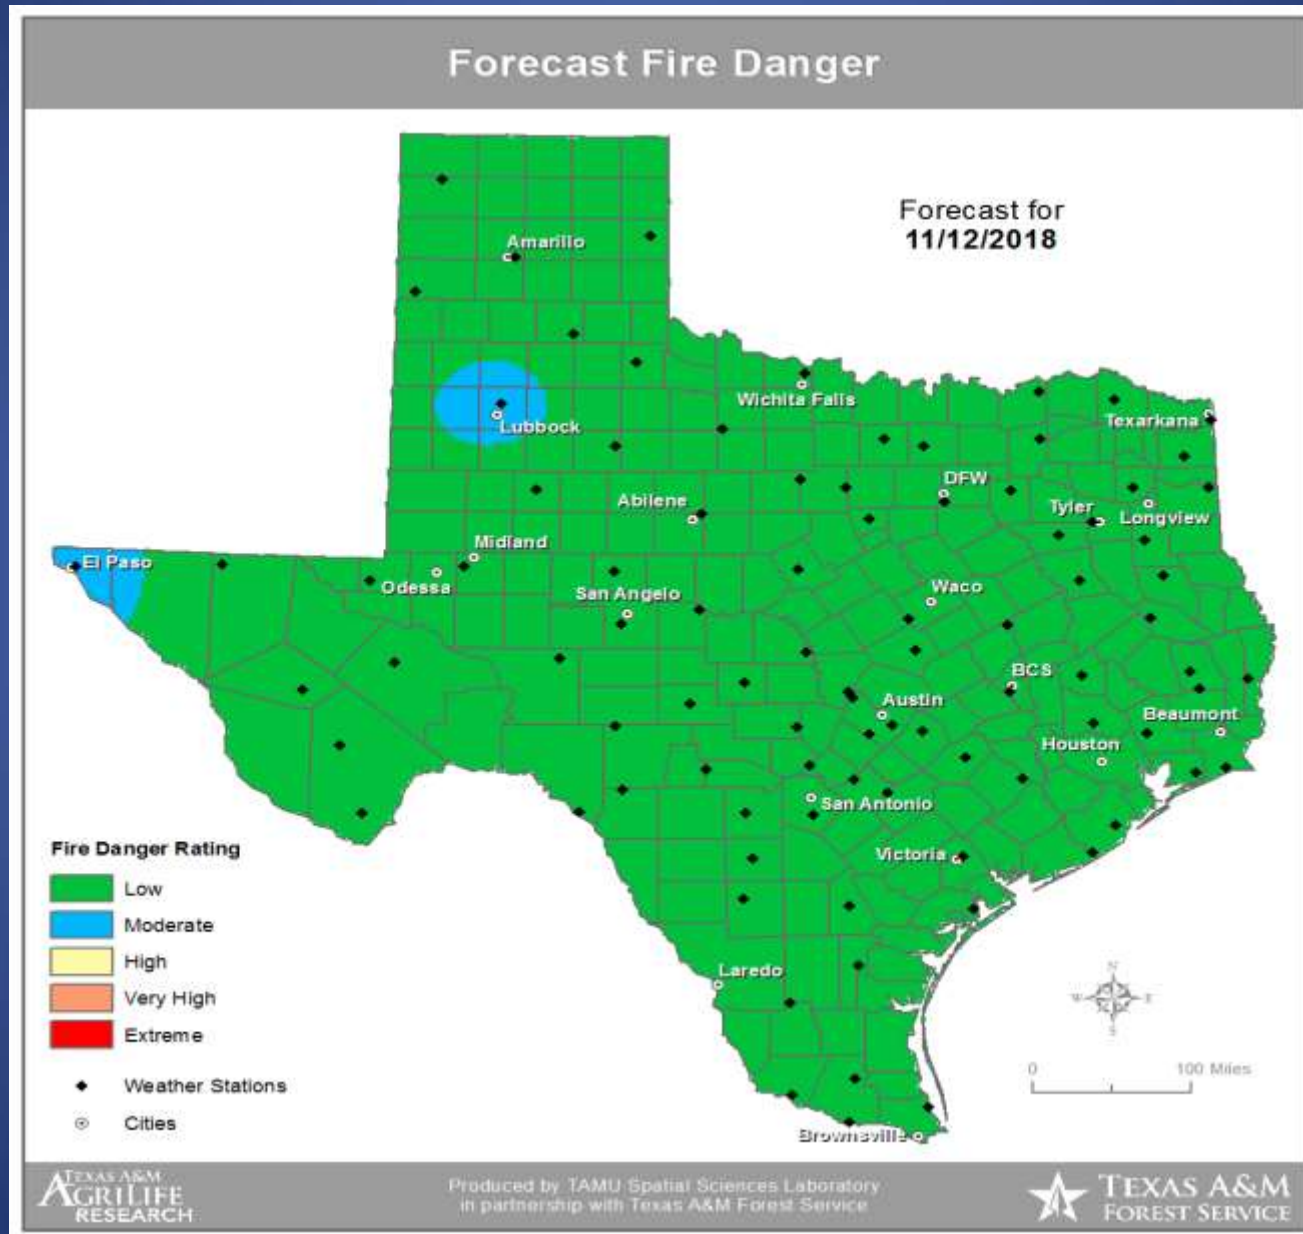 Forecast Fire Danger
Forecast for
11/12/2018
Amarillo
Lubbock
Wichita Falls
Texarkana
DFW
Abilene
Tyler
Longview
Midland
El Paso
Odessa
San Angelo
Waco
BCS
Austin
Beaumont
Houston
San Antonio
Victoria
Laredo
Brownsville
Fire Danger Rating
Low
Moderate
High
Very High
Extreme
Weather Stations
Cities
N
W E
S
0 100 Miles
TEXAS A&M
AGRILIFE
RESEARCH
Produced by TAMU Spatial Sciences Laboratory
in partnership with Texas A&M Forest Service
TEXAS A&M
FOREST SERVICE